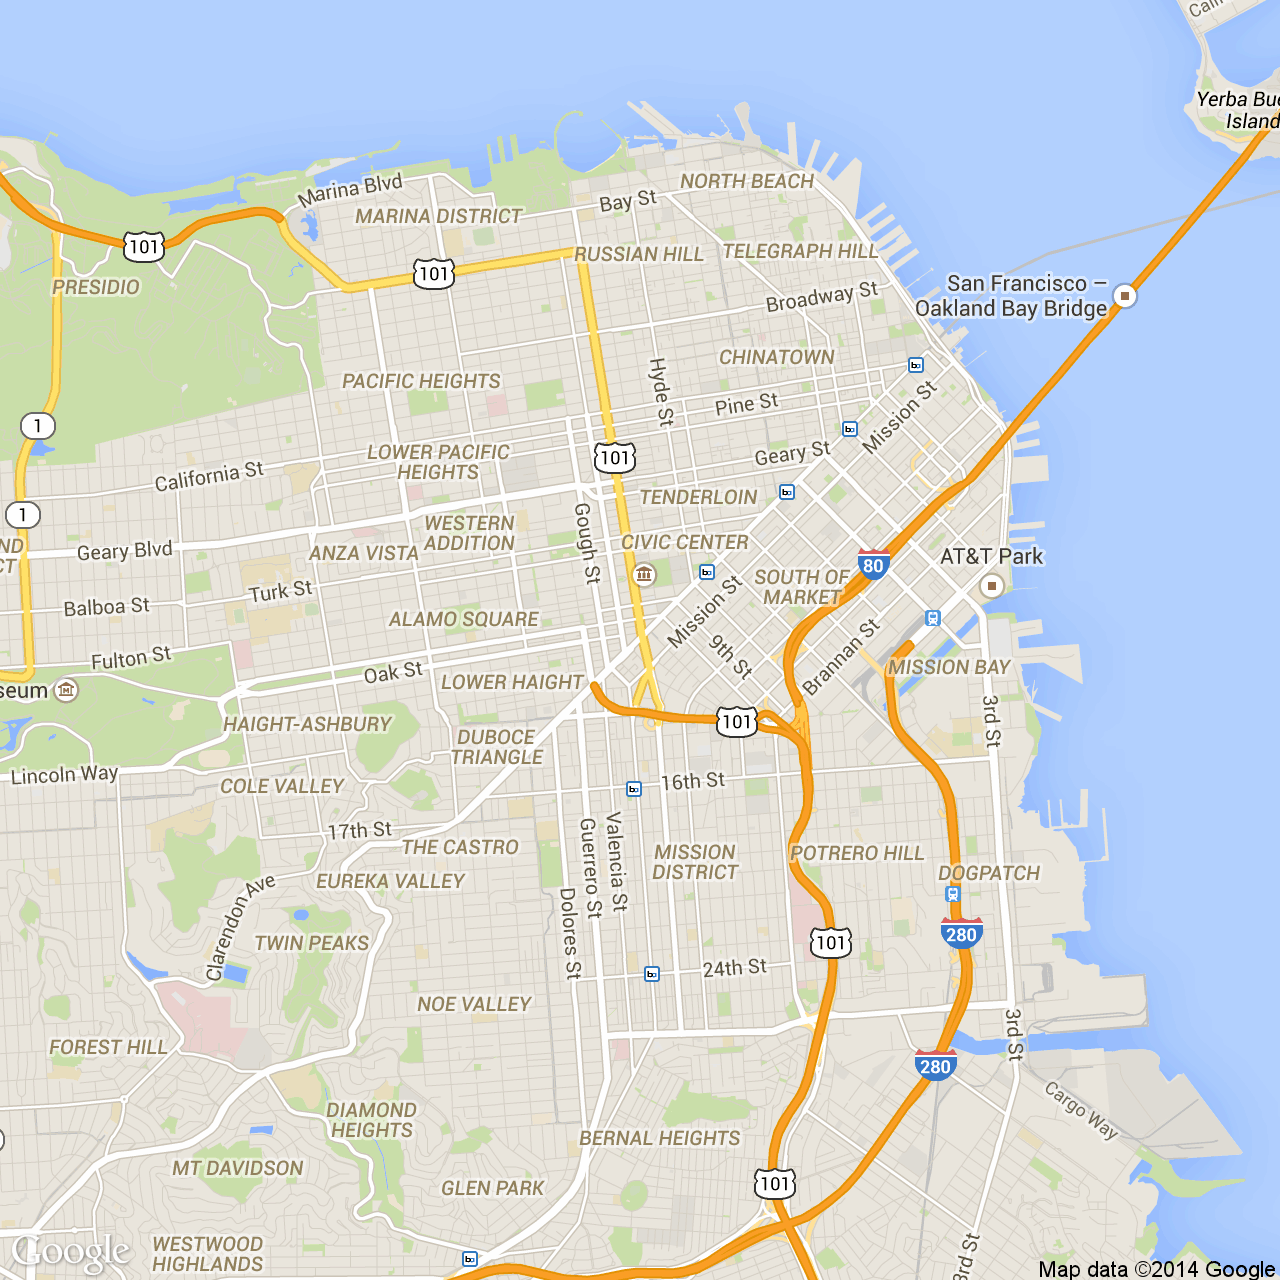 Yerba Bue
Island
Marina Blvd
NORTH BEACH
Bay St
MARINA DISTRICT
101
RUSSIAN HILL
TELEGRAPH HILL
101
PRESIDIO
San Francisco –
Oakland Bay Bridge
Broadway St
CHINATOWN
Hyde St
PACIFIC HEIGHTS
Pine St
Mission St
1
LOWER PACIFIC
HEIGHTS
101
Geary St
California St
TENDERLOIN
1
WESTERN
ADDITION
Gough St
CIVIC CENTER
Geary Blvd
ANZA VISTA
80
AT&T Park
SOUTH OF
MARKET
Turk St
Balboa St
ALAMO SQUARE
Mission St
9th St
Brannan St
Fulton St
Oak St
LOWER HAIGHT
MISSION BAY
seum
HAIGHT-ASHBURY
101
3rd St
DUBOCE
TRIANGLE
Lincoln Way
COLE VALLEY
16th St
17th St
THE CASTRO
Guerrero St
Valencia St
MISSION
DISTRICT
POTRERO HILL
DOGPATCH
EUREKA VALLEY
Clarendon Ave
Dolores St
TWIN PEAKS
101
280
24th St
NOE VALLEY
FOREST HILL
3rd St
280
Cargo Way
DIAMOND
HEIGHTS
BERNAL HEIGHTS
MT DAVIDSON
GLEN PARK
101
WESTWOOD
HIGHLANDS
3rd St
Google
Map data ©2014 Google